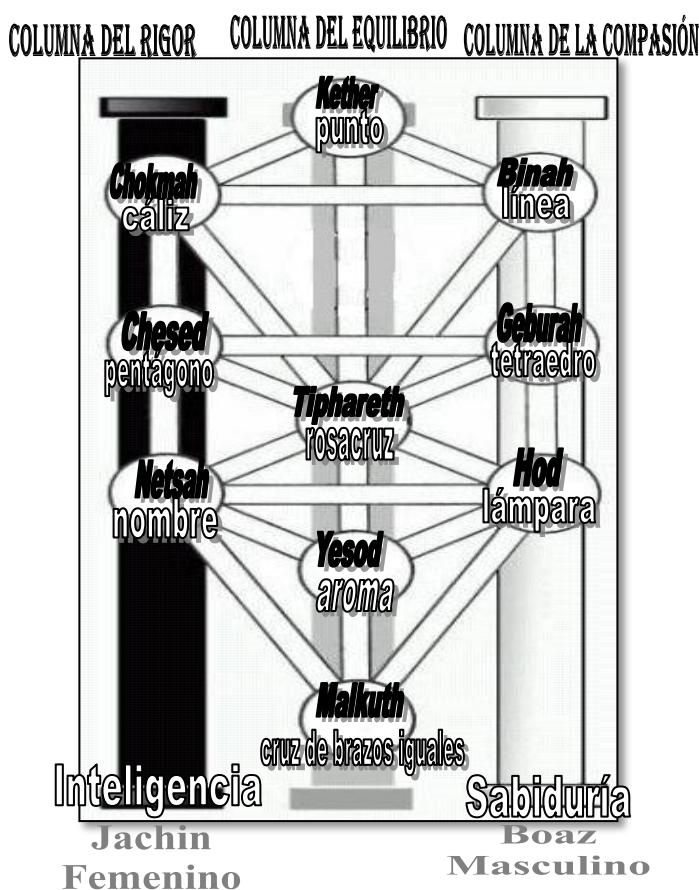 COLUMNA DEL RIGOR
COLUMNA DEL EQUILIBRIO
COLUMNA DE LA COMPASIÓN
Kether
punto
Chokmah
cáliz
Binah
línea
Chesed
pentágono
Geburah
tetraedro
Tiphareth
rosacruz
Netsah
nombre
Hod
lámpara
Yesod
aroma
Malkuth
cruz de brazos iguales
Inteligencia
Sabiduría
Jachin
Femenino
Boaz
Masculino